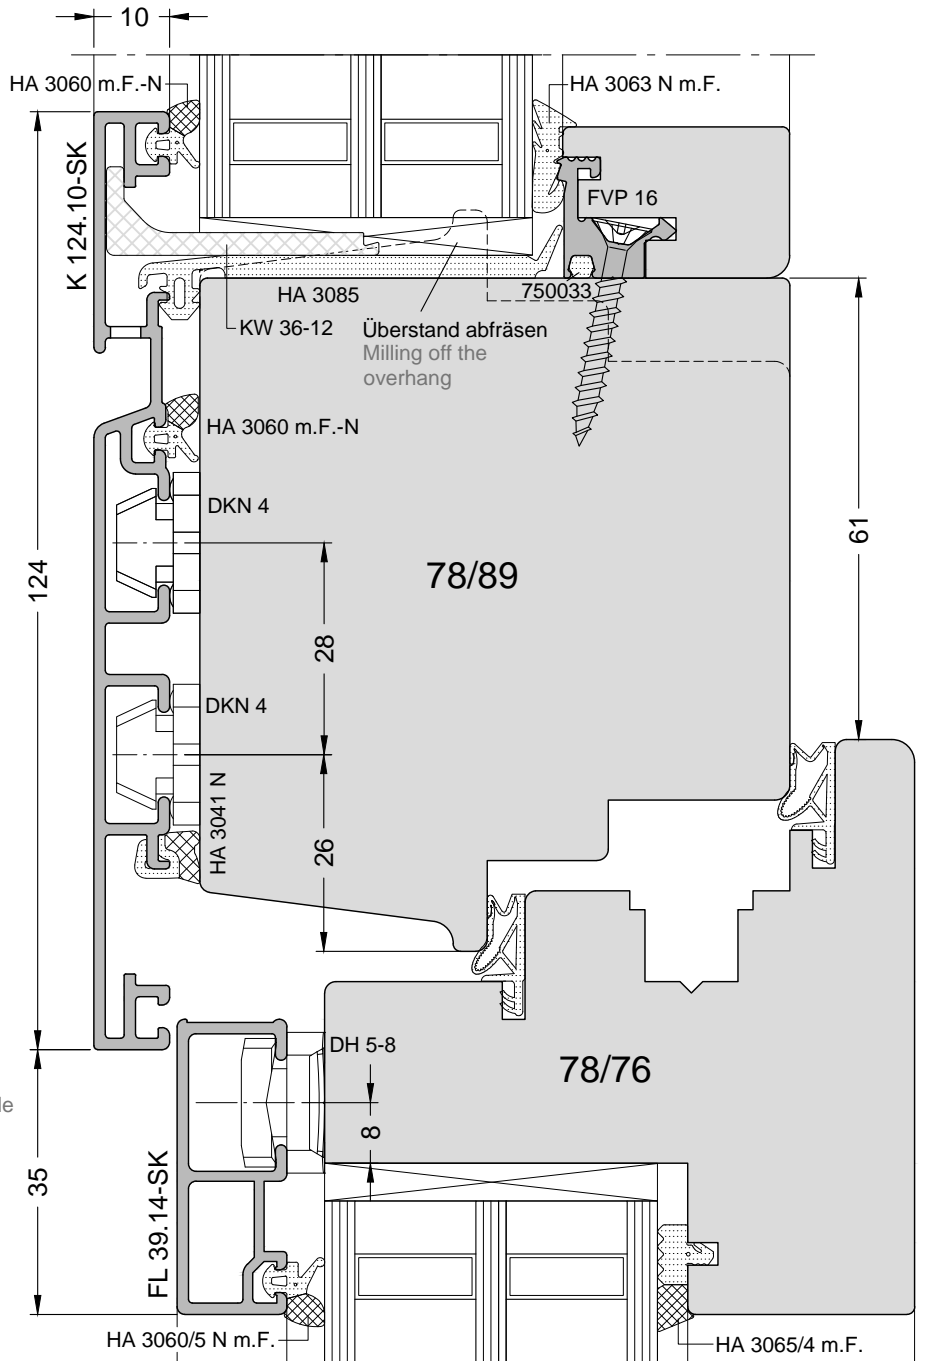 10
HA 3060 m.F.-N
HA 3063 N m.F.
K 124.10-SK
FVP 16
HA 3085
750033
KW 36-12
Überstand abfräsen
Milling off the
overhang
HA 3060 m.F.-N
DKN 4
61
124
78/89
28
DKN 4
HA 3041 N
26
DH 5-8
78/76
le
8
35
FL 39.14-SK
HA 3060/5 N m.F.
HA 3065/4 m.F.